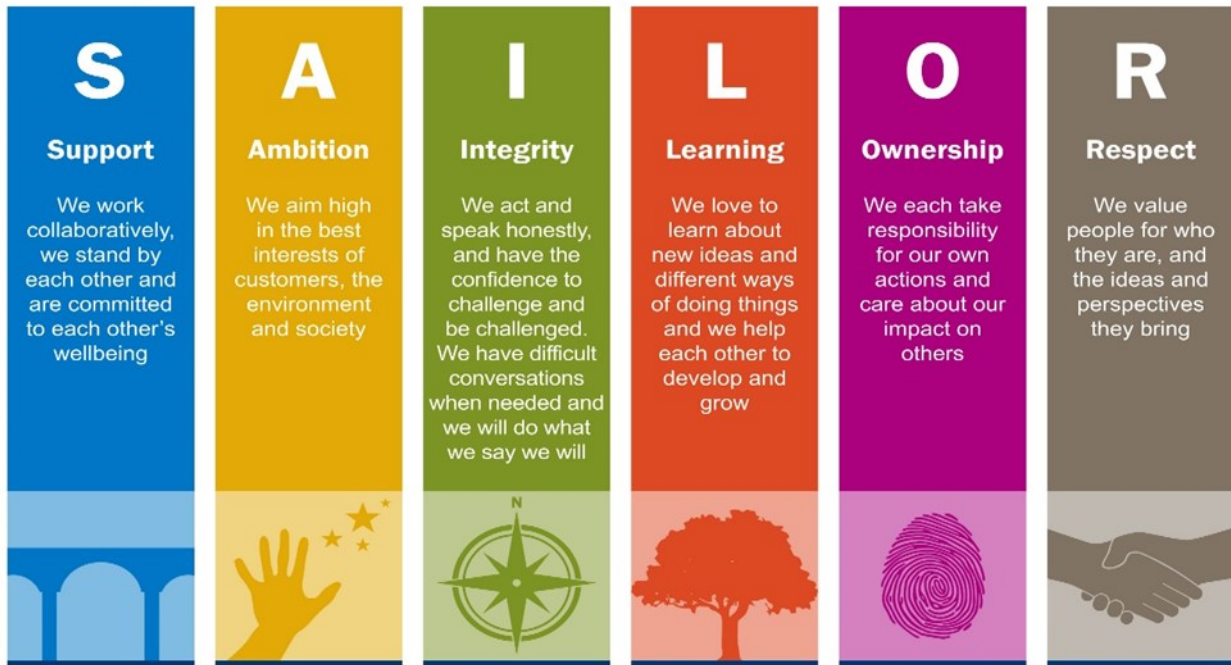 S
Support
We work
collaboratively,
we stand by
each other and
are committed
to each other's
wellbeing
A
Ambition
We aim high
in the best
interests of
customers, the
environment
and society
I
Integrity
We act and
speak honestly,
and have the
confidence to
challenge and
be challenged.
We have difficult
conversations
when needed and
we will do what
we say we will
N
L
Learning
We love to
learn about
new ideas and
different ways
of doing things
and we help
each other to
develop and
grow
O
Ownership
We each take
responsibility
for our own
actions and
care about our
impact on
others
R
Respect
We value
people for who
they are, and
the ideas and
perspectives
they bring